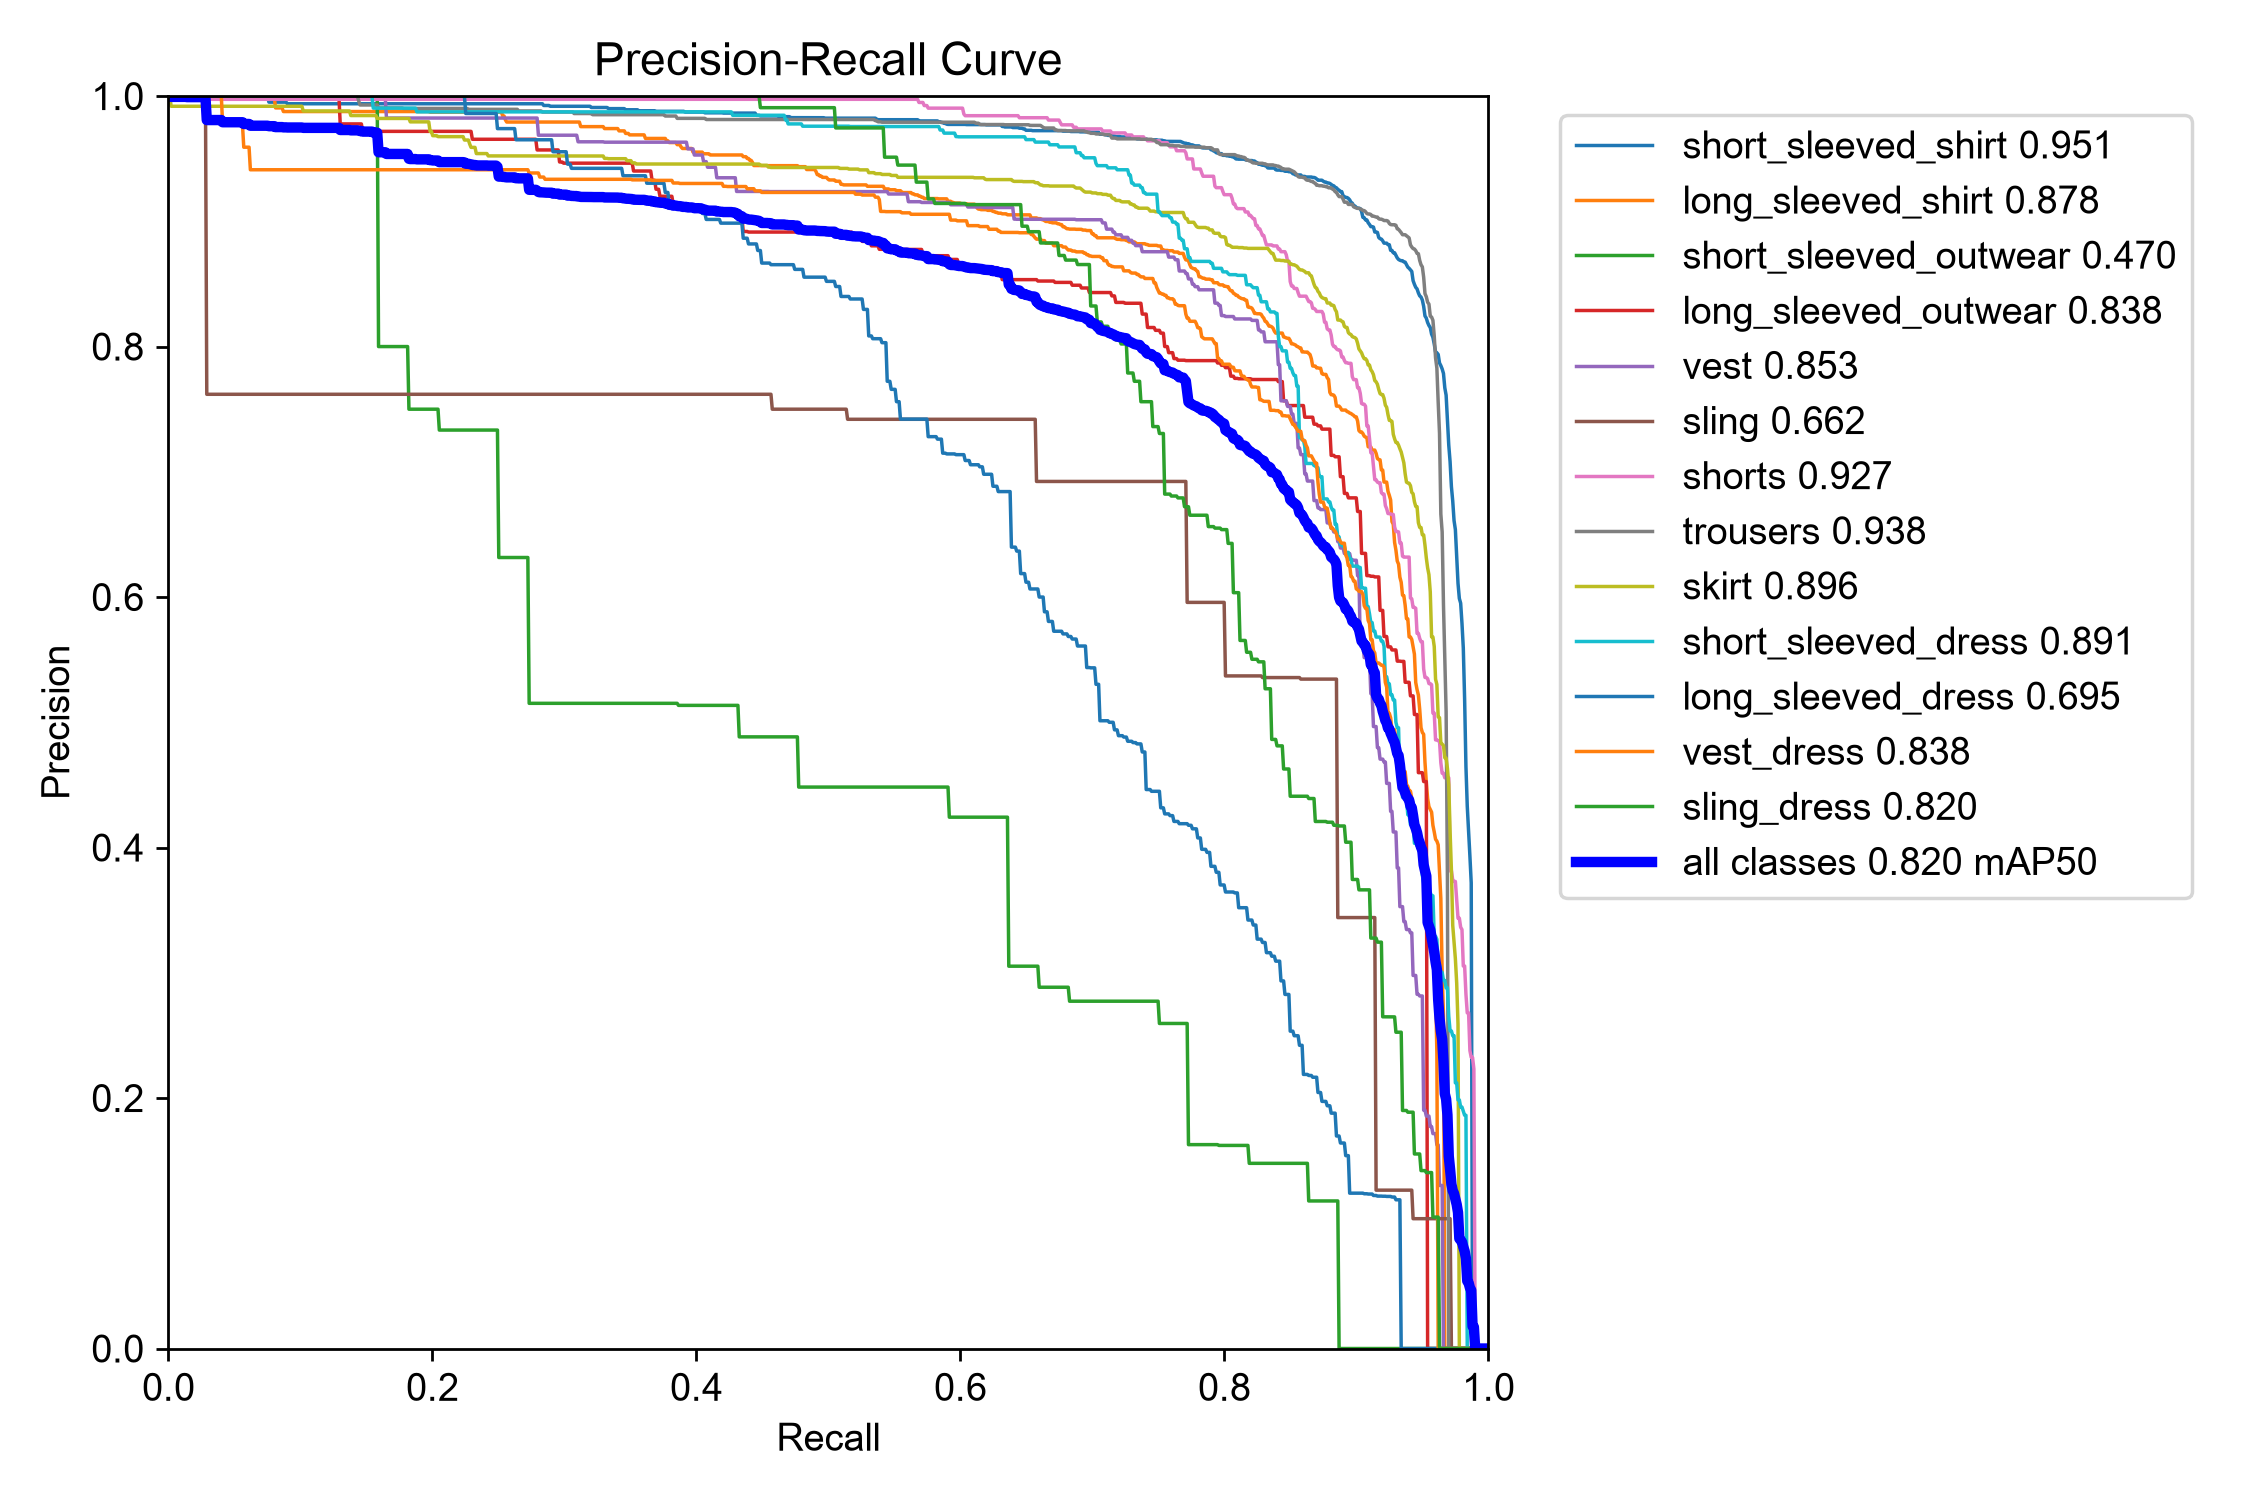 Precision-Recall Curve
1.0
0.8
0.6
0.4
0.2
0.0
Precision
0.0 0.2 0.4 0.6 0.8 1.0
Recall
short_sleeved_shirt 0.951
long_sleeved_shirt 0.878
short_sleeved_outwear 0.470
long_sleeved_outwear 0.838
vest 0.853
sling 0.662
shorts 0.927
trousers 0.938
skirt 0.896
short_sleeved_dress 0.891
long_sleeved_dress 0.695
vest_dress 0.838
sling_dress 0.820
all classes 0.820 mAP50